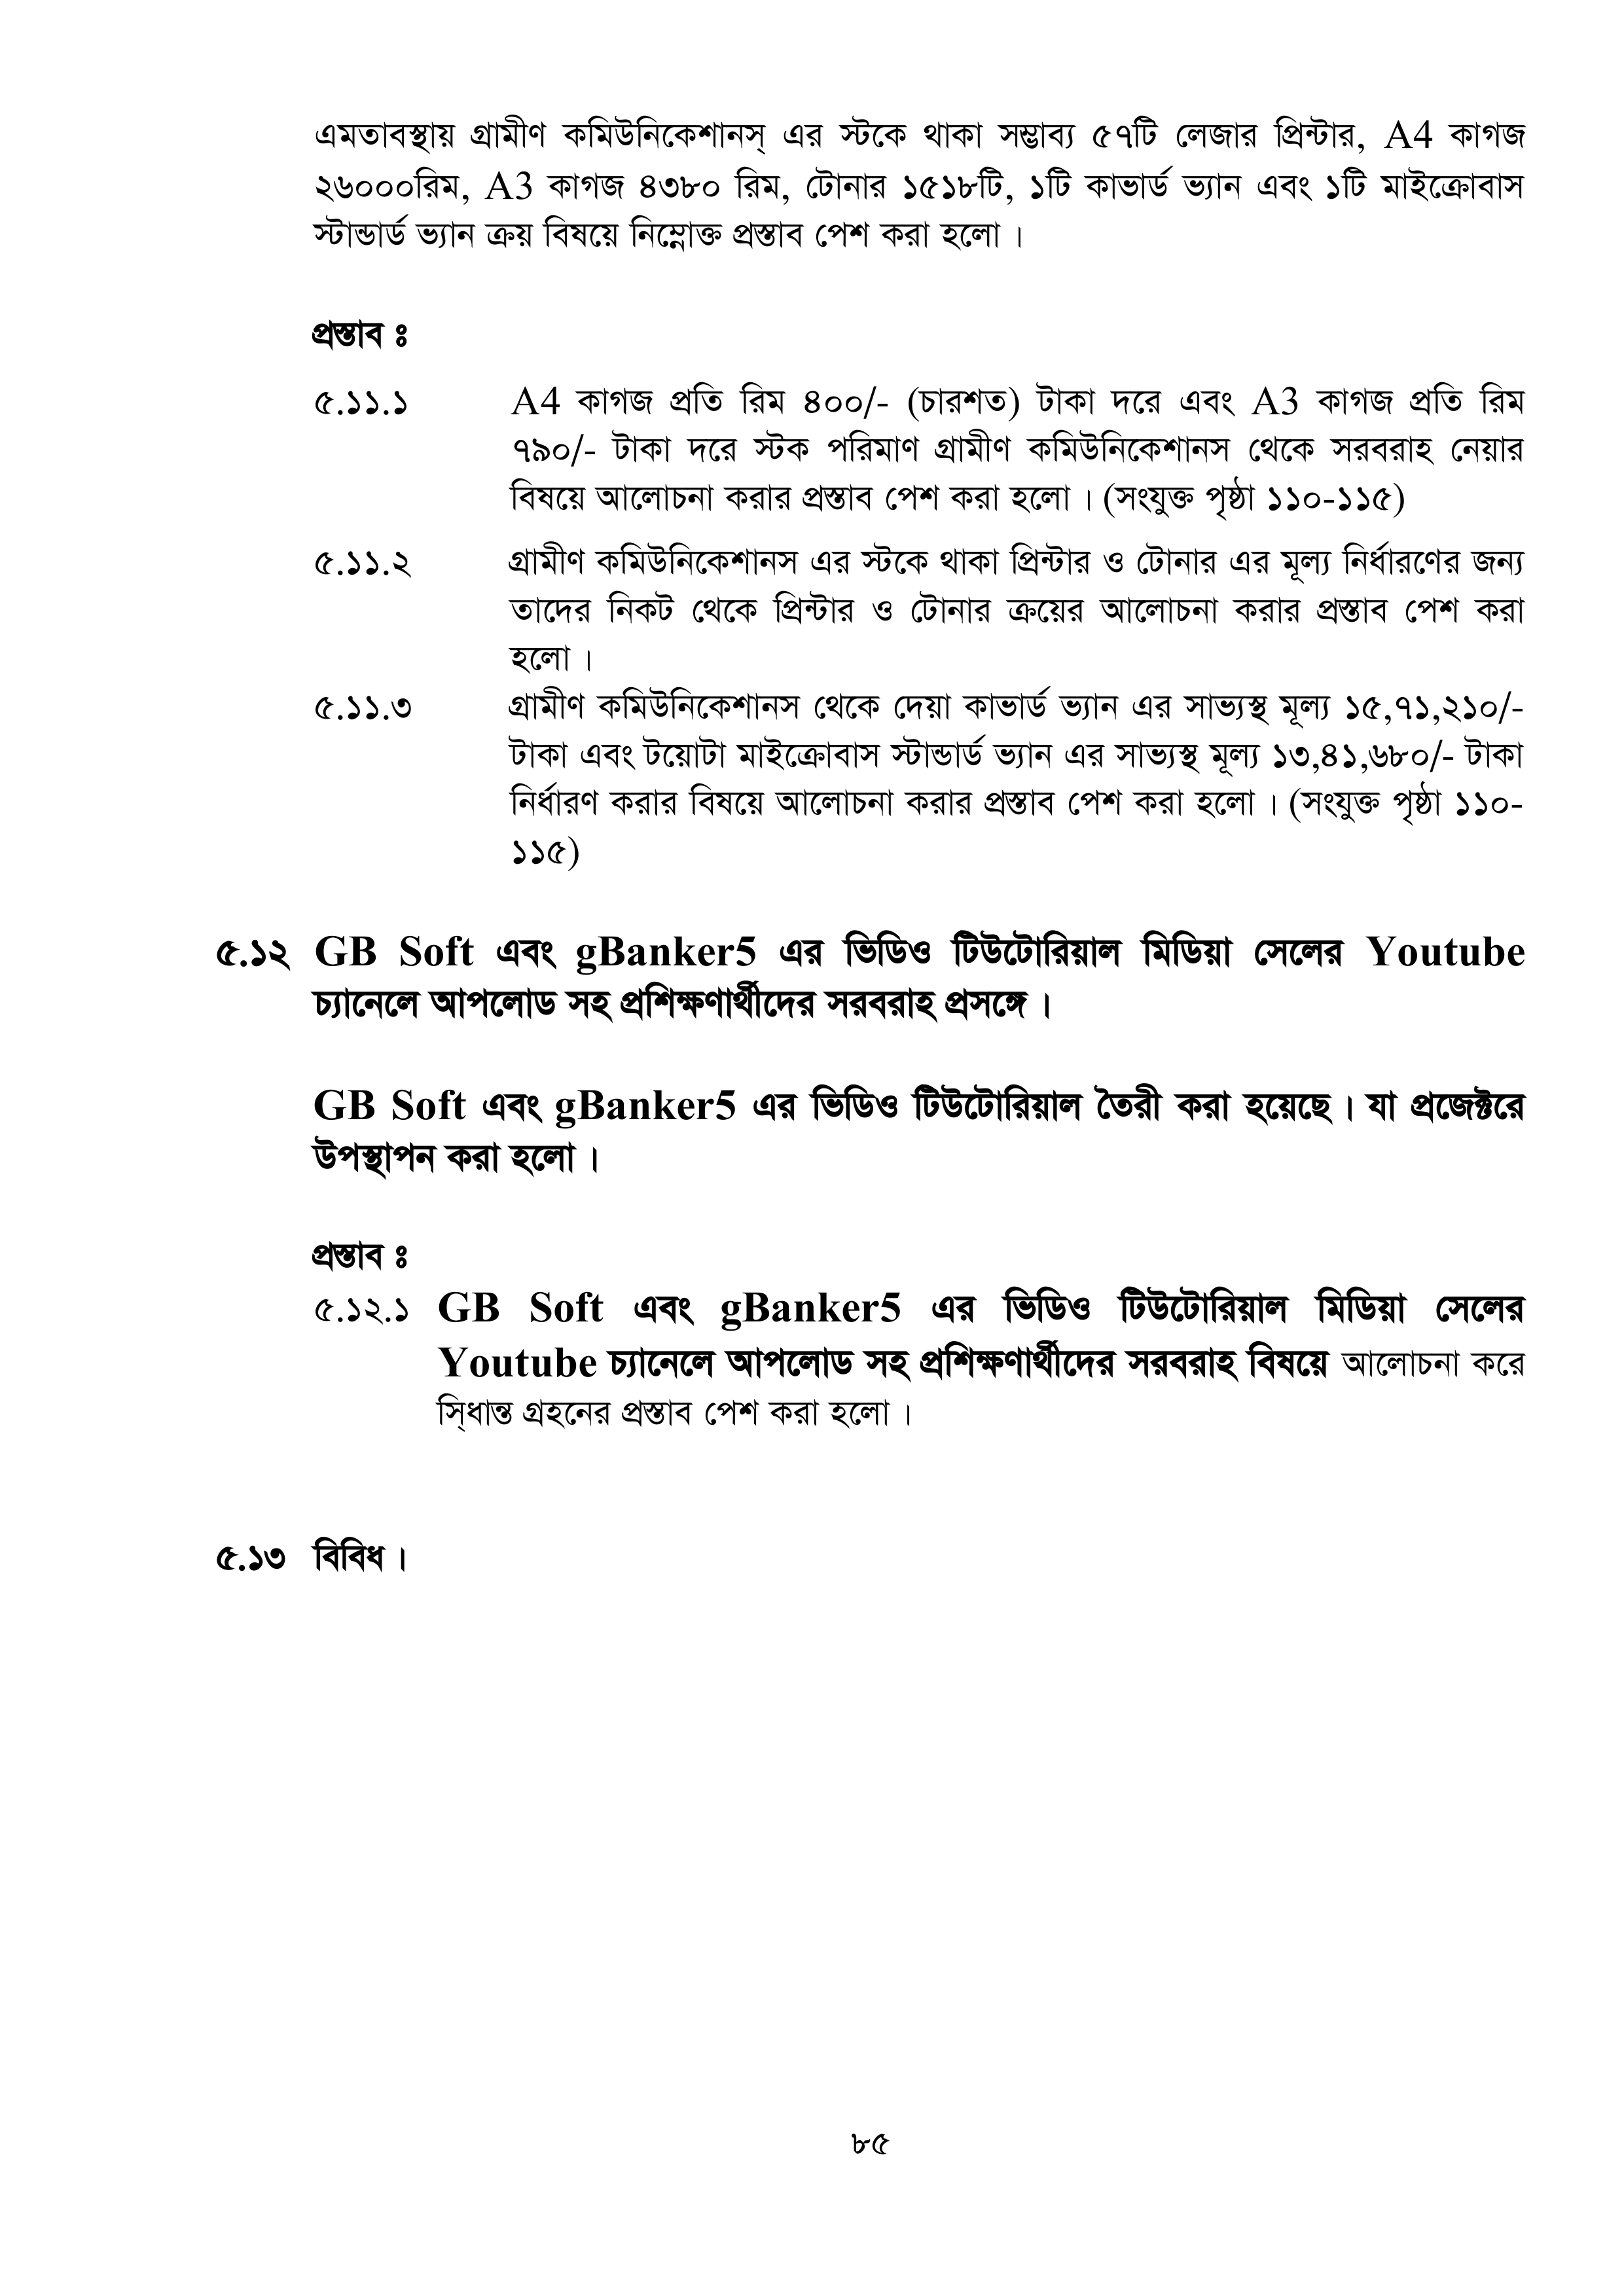 এমতাবস্থায় গ্রামীণ কমিউনিকেশানস্ এর স্টকে থাকা সম্ভাব্য ৫৭টি লেজার প্রিন্টার, A4 কাগজ
২৬০০০রিম, A3 কাগজ ৪৩৮০ রিম, টোনার ১৫১৮টি, ১টি কাভার্ড ভ্যান এবং ১টি মাইক্রোবাস
স্টান্ডার্ড ভ্যান ক্রয় বিষয়ে নিম্নোক্ত প্রস্তাব পেশ করা হলো।
প্রস্তাব ঃ
৫.১১.১ A4 কাগজ প্রতি রিম ৪০০/- (চারশত) টাকা দরে এবং A3 কাগজ প্রতি রিম
৭৯০/- টাকা দরে স্টক পরিমাণ গ্রামীণ কমিউনিকেশানস থেকে সরবরাহ নেয়ার
বিষয়ে আলোচনা করার প্রস্তাব পেশ করা হলো। (সংযুক্ত পৃষ্ঠা ১১০-১১৫)
৫.১১.২ গ্রামীণ কমিউনিকেশানস এর স্টকে থাকা প্রিন্টার ও টোনার এর মূল্য নির্ধারণের জন্য
তাদের নিকট থেকে প্রিন্টার ও টোনার ক্রয়ের আলোচনা করার প্রস্তাব পেশ করা
হলো।
৫.১১.৩ গ্রামীণ কমিউনিকেশানস থেকে দেয়া কাভার্ড ভ্যান এর সাভ্যস্থ মূল্য ১৫,৭১,২১০/-
টাকা এবং টয়োটা মাইক্রোবাস স্টান্ডার্ড ভ্যান এর সাভ্যস্থ মূল্য ১৩,৪১,৬৮০/- টাকা
নির্ধারণ করার বিষয়ে আলোচনা করার প্রস্তাব পেশ করা হলো। (সংযুক্ত পৃষ্ঠা ১১০-
১১৫)
৫.১২ GB Soft এবং gBanker5 এর ভিডিও টিউটোরিয়াল মিডিয়া সেলের Youtube
চ্যানেলে আপলোড সহ প্রশিক্ষণার্থীদের সরবরাহ প্রসঙ্গে।
GB Soft এবং gBanker5 এর ভিডিও টিউটোরিয়াল তৈরী করা হয়েছে। যা প্রজেক্টরে
উপস্থাপন করা হলো।
প্রস্তাব ঃ
৫.১২.১ GB Soft এবং gBanker5 এর ভিডিও টিউটোরিয়াল মিডিয়া সেলের
Youtube চ্যানেলে আপলোড সহ প্রশিক্ষণার্থীদের সরবরাহ বিষয়ে আলোচনা করে
সিদ্‌ধান্ত গ্রহনের প্রস্তাব পেশ করা হলো।
৫.১৩ বিবিধ।
৮৫